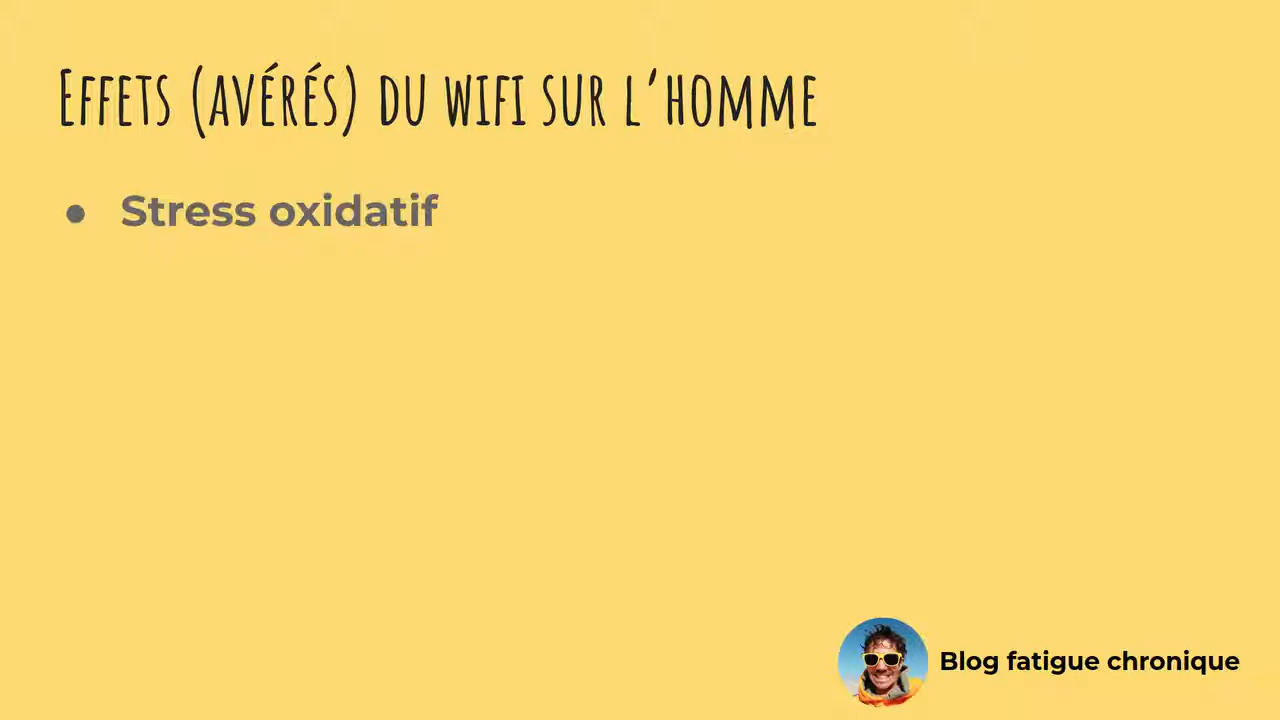 Effets (avérés) du wifi sur l’homme
● Stress oxidatif
Blog fatigue chronique